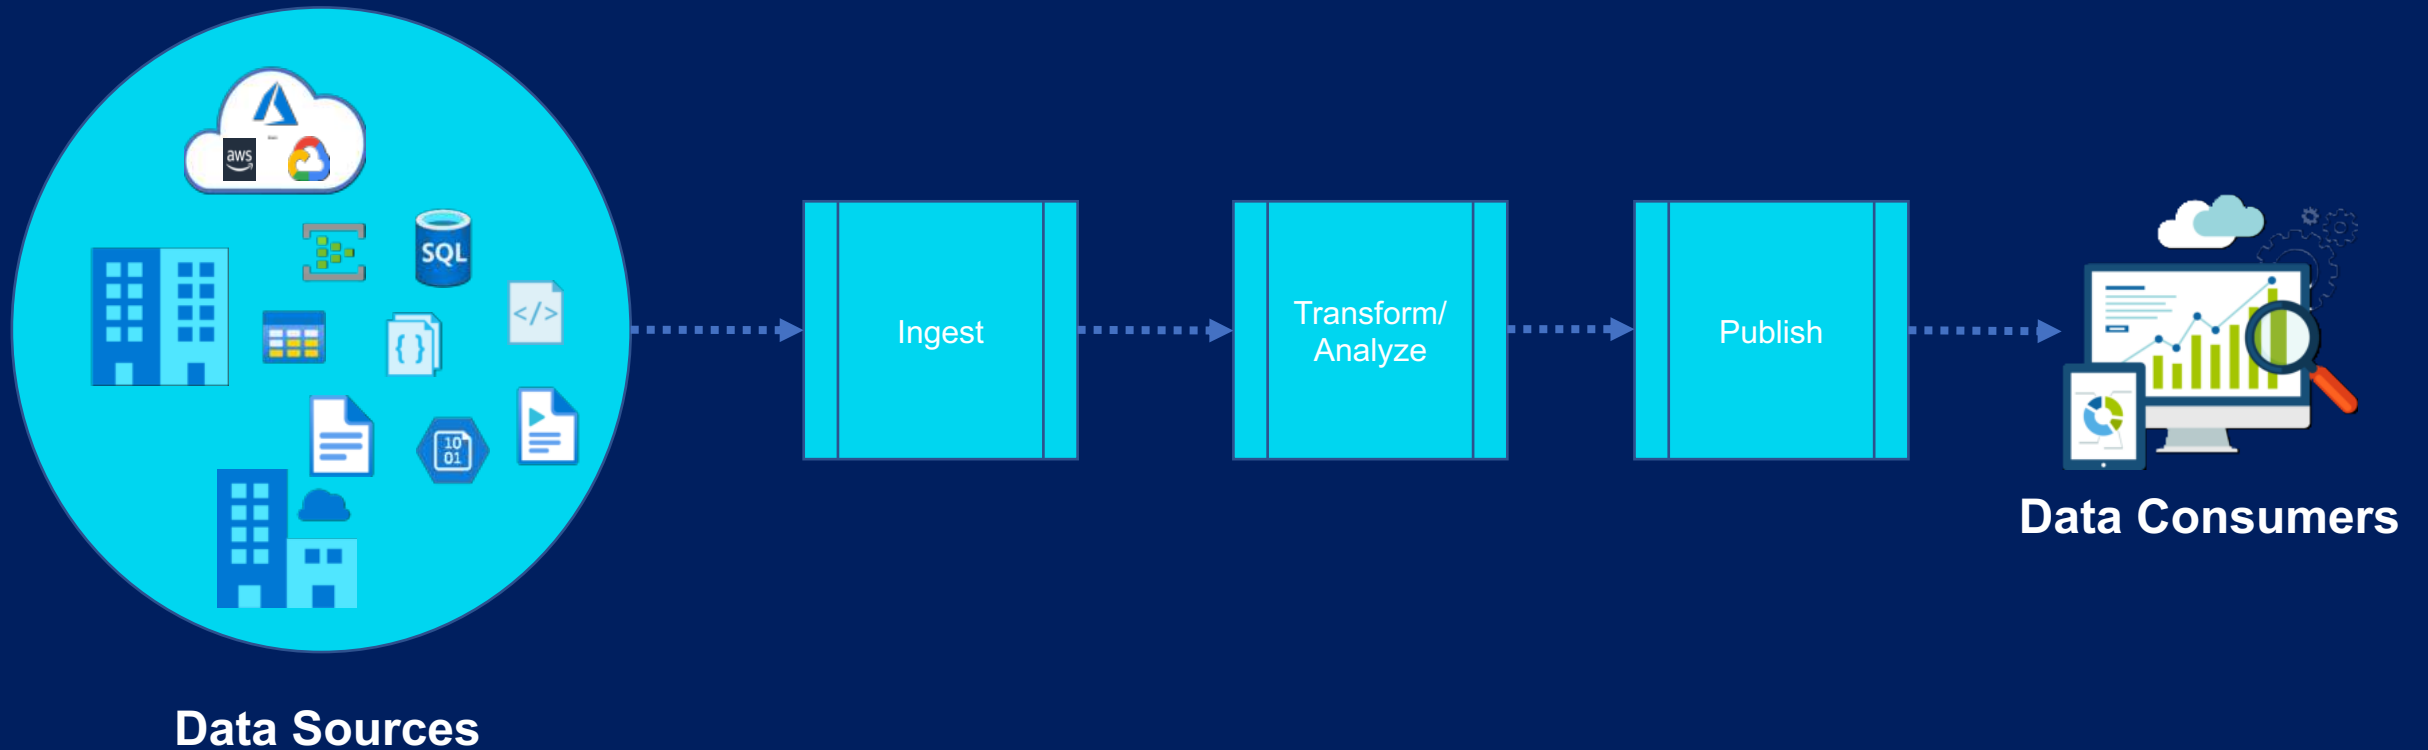 aws
SQL
</>
{ }
10
01
Ingest
Transform/
Analyze
Publish
Data Consumers
Data Sources